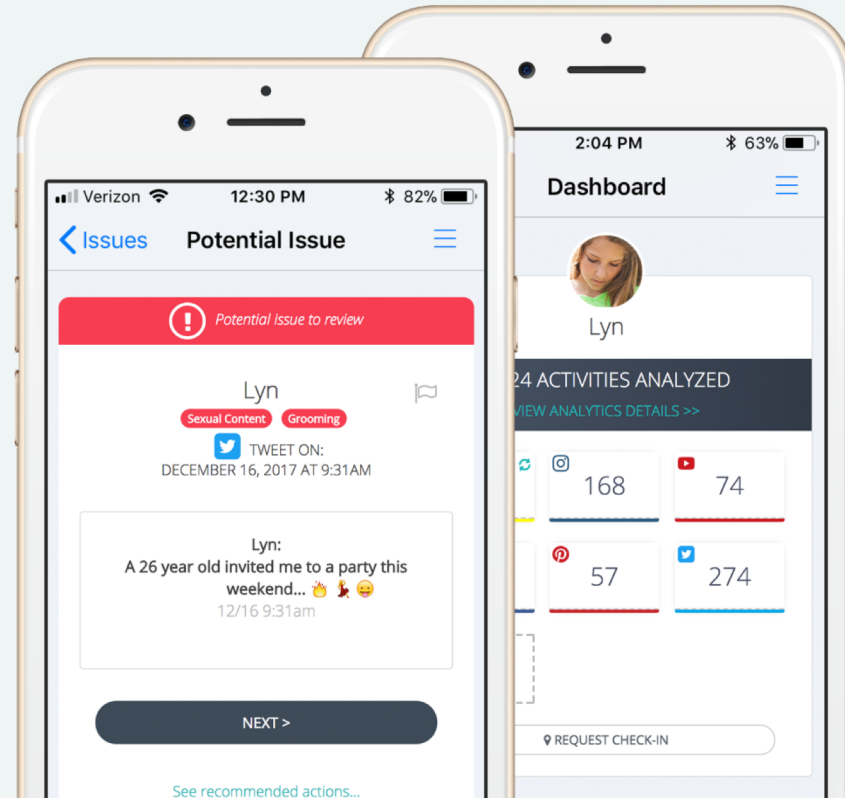 Verizon 12:30 PM 82%
Issues Potential Issue
Potential issue to review
Lyn
Sexual Content Grooming
TWEET ON:
DECEMBER 16, 2017 AT 9:31AM
Lyn:
A 26 year old invited me to a party this
weekend... 🔥 💃 😛
12/16 9:31am
NEXT >
See recommended actions...
2:04 PM 63%
Dashboard
Lyn
24 ACTIVITIES ANALYZED
VIEW ANALYTICS DETAILS >>
168 74
57 274
REQUEST CHECK-IN